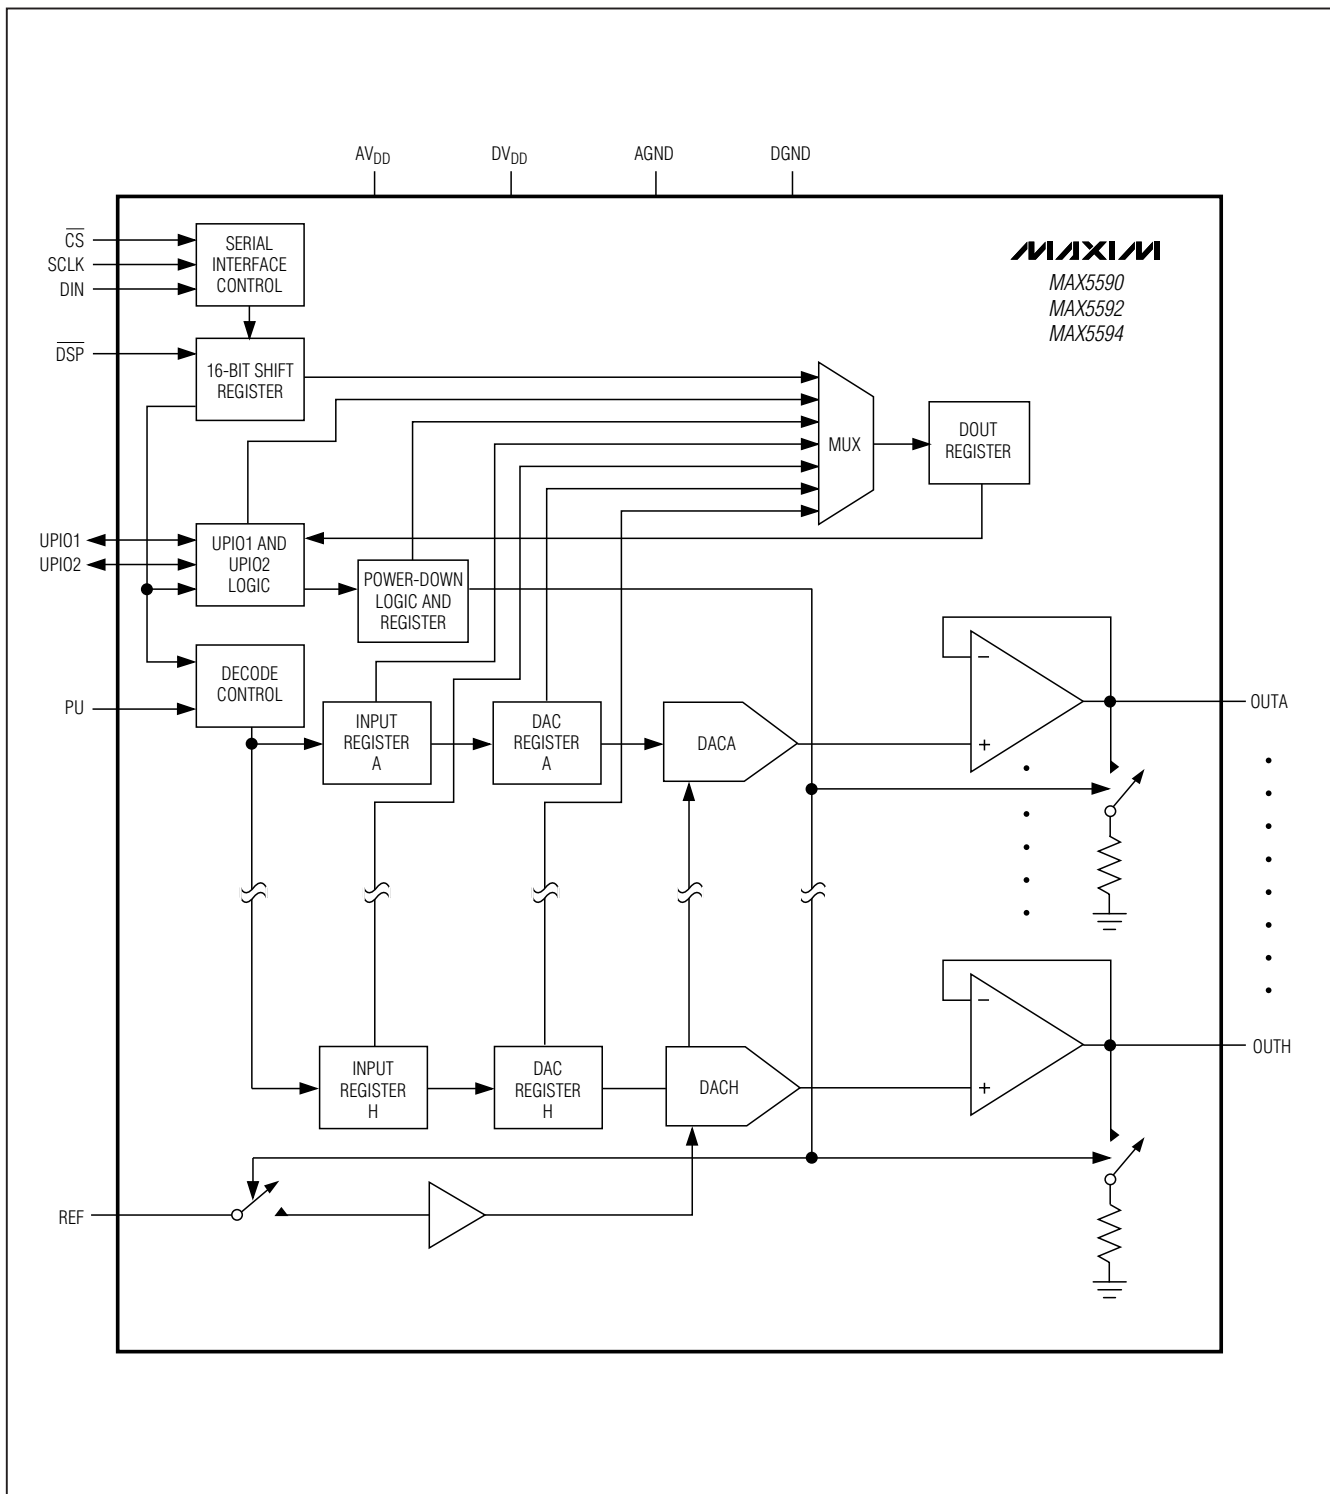 AVDD DVDD AGND DGND
CS
SCLK
DIN
SERIAL
INTERFACE
CONTROL
MAXIM
MAX5590
MAX5592
MAX5594
DSP
16-BIT SHIFT
REGISTER
MUX
DOUT
REGISTER
UPIO1
UPIO2
UPIO1 AND
UPIO2
LOGIC
POWER-DOWN
LOGIC AND
REGISTER
DECODE
CONTROL
PU
INPUT
REGISTER
A
DAC
REGISTER
A
DACA
−
+
OUTA
INPUT
REGISTER
H
DAC
REGISTER
H
DACH
−
+
OUTH
REF